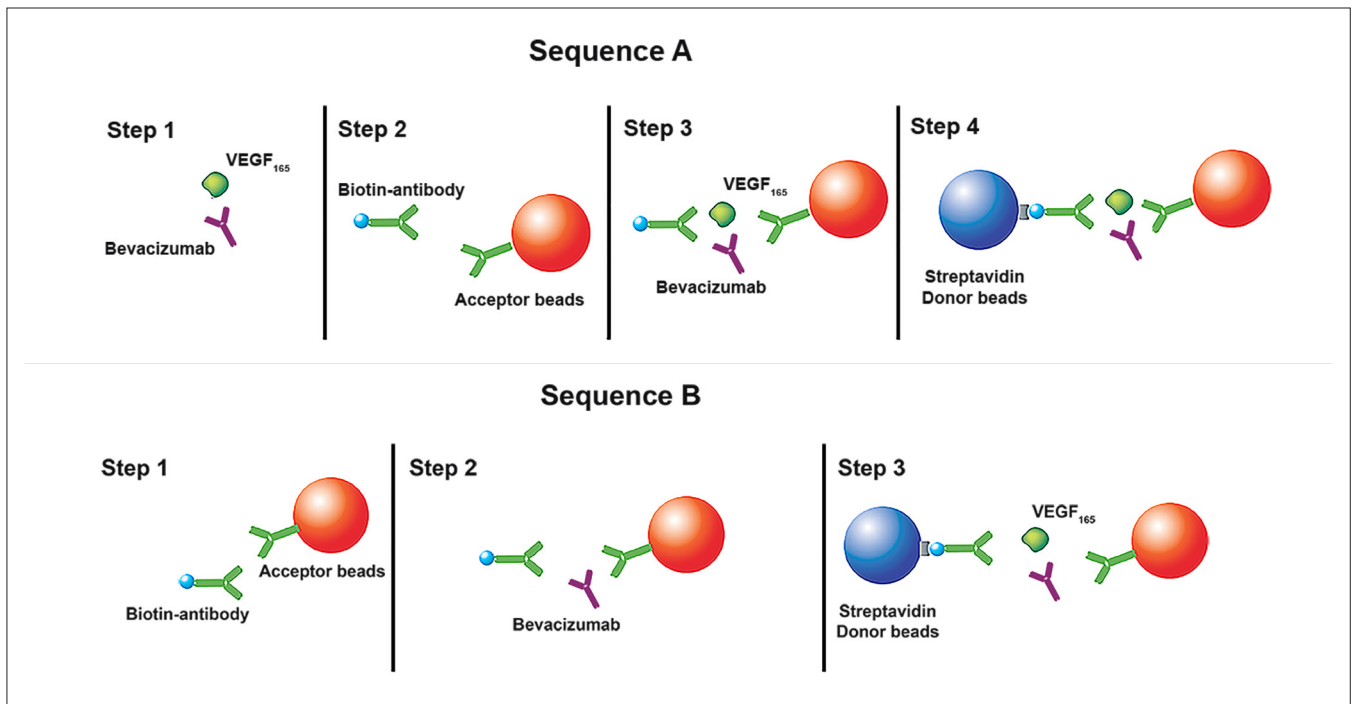 Sequence A
Step 1
VEGF165
Bevacizumab
Step 2
Biotin-antibody
Acceptor beads
Step 3
VEGF165
Bevacizumab
Step 4
Streptavidin
Donor beads
Sequence B
Step 1
Acceptor beads
Biotin-antibody
Step 2
Bevacizumab
Step 3
VEGF165
Streptavidin
Donor beads